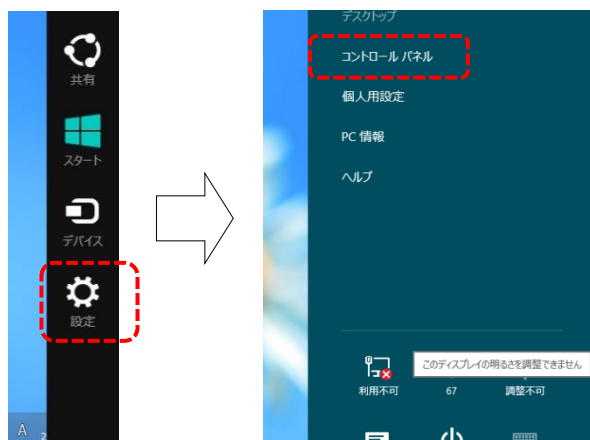 共有
スタート
デバイス
設定
A
デスクトップ
コントロール パネル
個人用設定
PC 情報
ヘルプ
このディスプレイの明るさを調整できません
利用不可
67
調整不可